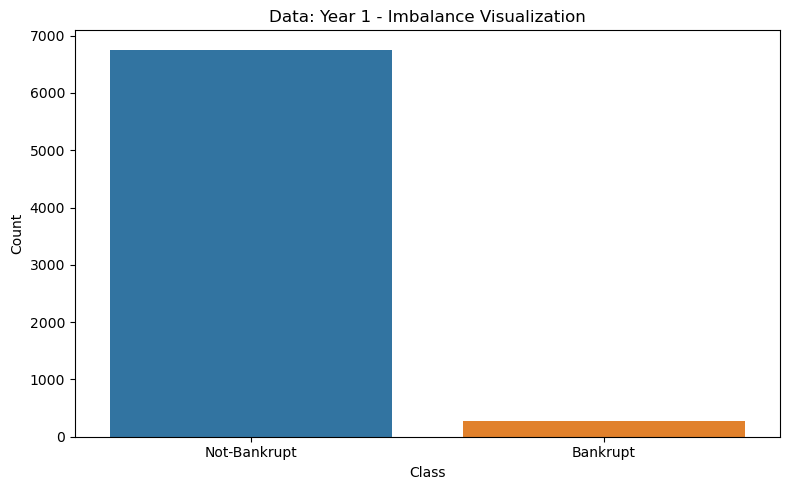 Data: Year 1 - Imbalance Visualization
7000
6000
5000
4000
3000
2000
1000
0
Count
Not-Bankrupt
Bankrupt
Class